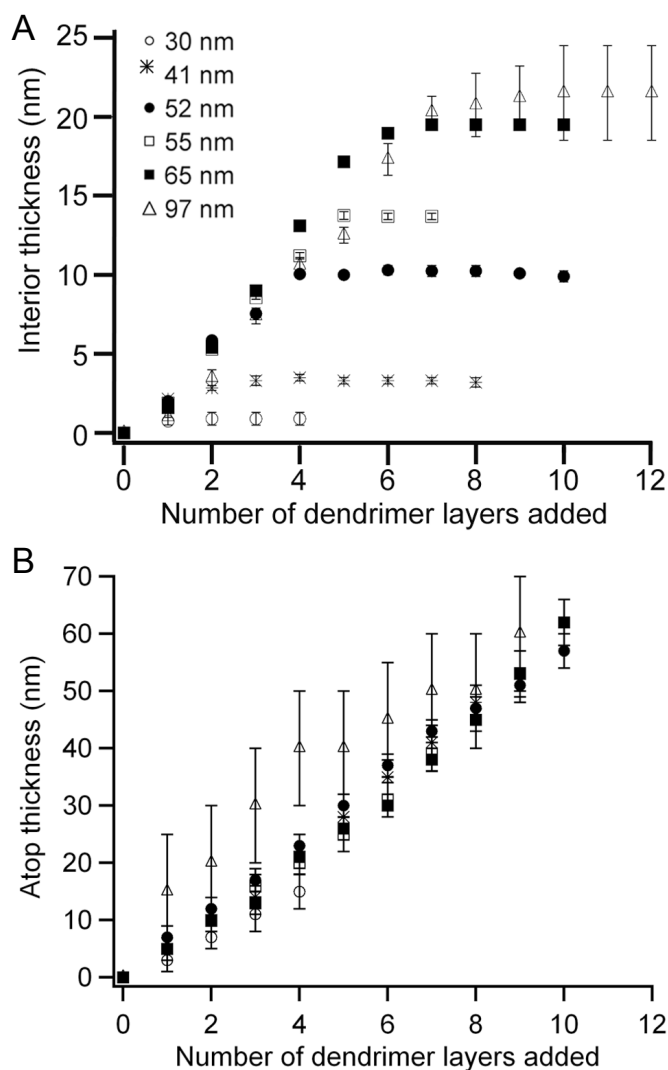 A
Interior thickness (nm)
25
20
15
10
5
0
30 nm
41 nm
52 nm
55 nm
65 nm
97 nm
0 2 4 6 8 10 12
Number of dendrimer layers added
B
Atop thickness (nm)
70
60
50
40
30
20
10
0
0 2 4 6 8 10 12
Number of dendrimer layers added